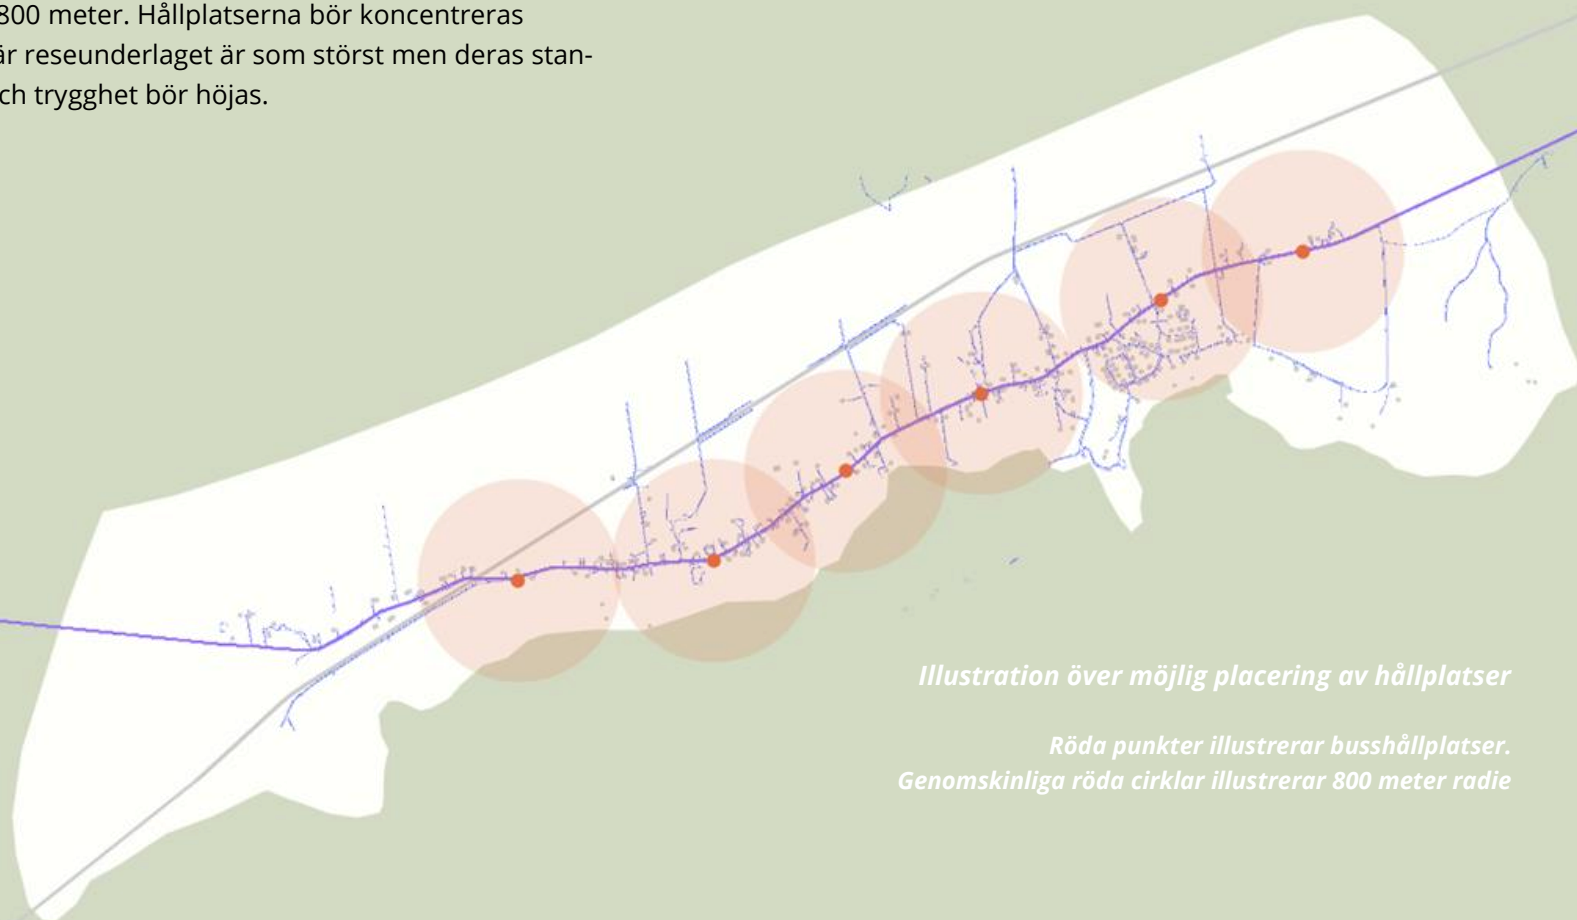 800 meter. Hållplatserna bör koncentreras
är reseunderlaget är som störst men deras stan-
ch trygghet bör höjas.
Illustration över möjlig placering av hållplatser
Röda punkter illustrerar busshållplatser.
Genomskinliga röda cirklar illustrerar 800 meter radie